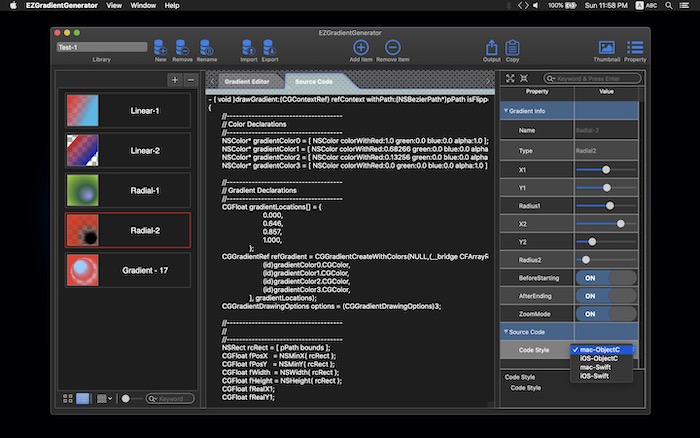 EZGradientGenerator View Window Help
100% Sun 11:58 PM A ABC
EZGradientGenerator
Test-1
Library New Remove Rename Import Export Add Item Remove Item Output Copy Thumbnail Property
+ −
Linear-1
Linear-2
Radial-1
Radial-2
Gradient - 17
Keyword
Gradient Editor Source Code
- ( void )drawGradient:(CGContextRef) refContext withPath:(NSBezierPath*)pPath isFlipp
{
//------------------------------------
// Color Declarations
//------------------------------------
NSColor* gradientColor0 = [ NSColor colorWithRed:1.0 green:0.0 blue:0.0 alpha:1.0 ];
NSColor* gradientColor1 = [ NSColor colorWithRed:0.68266 green:0.0 blue:0.0 alpha
NSColor* gradientColor2 = [ NSColor colorWithRed:0.13256 green:0.0 blue:0.0 alpha
NSColor* gradientColor3 = [ NSColor colorWithRed:0.0 green:0.0 blue:0.0 alpha:1.0 ]
//------------------------------------
// Gradient Declarations
//------------------------------------
CGFloat gradientLocations[] = {
0.000,
0.646,
0.857,
1.000,
};
CGGradientRef refGradient = CGGradientCreateWithColors(NULL,(__bridge CFArrayR
(id)gradientColor0.CGColor,
(id)gradientColor1.CGColor,
(id)gradientColor2.CGColor,
(id)gradientColor3.CGColor,
], gradientLocations);
CGGradientDrawingOptions options = (CGGradientDrawingOptions)3;
//------------------------------------
//
//------------------------------------
NSRect rcRect = [ pPath bounds ];
CGFloat fPosX = NSMinX( rcRect );
CGFloat fPosY = NSMinY( rcRect );
CGFloat fWidth = NSWidth( rcRect );
CGFloat fHeight = NSHeight( rcRect );
CGFloat fRealX1;
CGFloat fRealY1;
Keyword & Press Enter
Property Value
Gradient Info
Name Radial-2
Type Radial2
X1
Y1
Radius1
X2
Y2
Radius2
BeforeStarting ON
AfterEnding ON
ZoomMode ON
Source Code
Code Style ✓ mac-ObjectC
iOS-ObjectC
mac-Swift
iOS-Swift
Code Style
Code Style